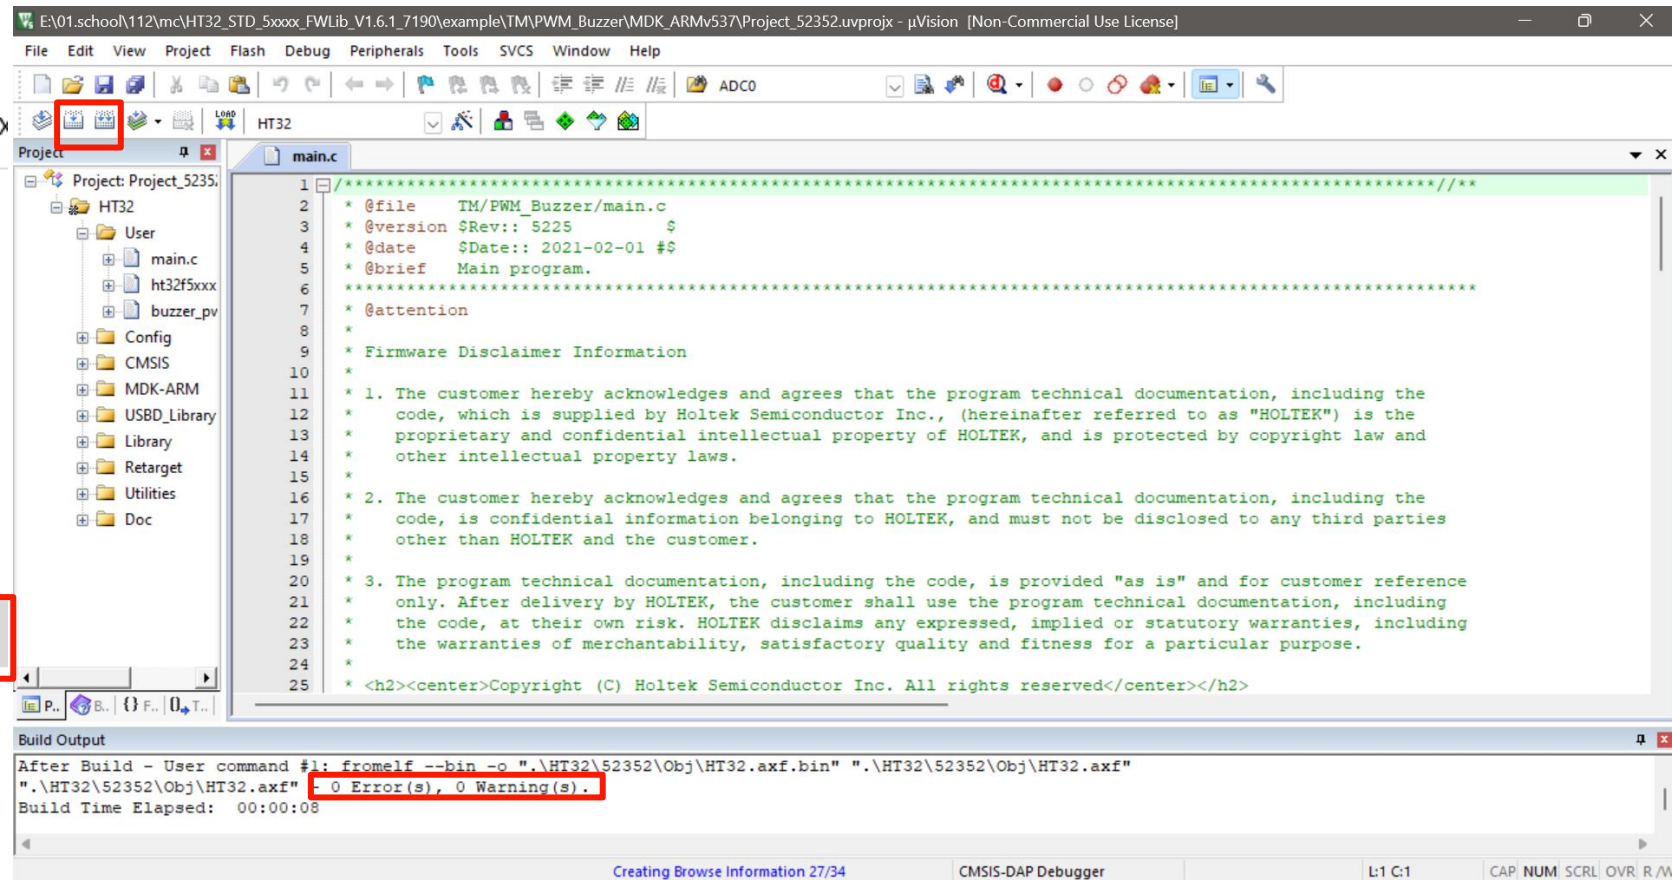 E:\01.school\112\mc\HT32_STD_5xxxx_FWLib_V1.6.1_7190\example\TM\PWM_Buzzer\MDK_ARMv537\Project_52352.uvprojx - µVision [Non-Commercial Use License]
File Edit View Project Flash Debug Peripherals Tools SVCS Window Help
ADC0
LOAD HT32
Project
main.c
Project: Project_5235
HT32
User
main.c
ht32f5xxx
buzzer_pv
Config
CMSIS
MDK-ARM
USBD_Library
Library
Retarget
Utilities
Doc
P.. B.. {} F.. T..
1 /*********************************************************************************************************//**
2 * @file TM/PWM_Buzzer/main.c
3 * @version $Rev:: 5225 $
4 * @date $Date:: 2021-02-01 #$
5 * @brief Main program.
6 *************************************************************************************************************
7 * @attention
8 *
9 * Firmware Disclaimer Information
10 *
11 * 1. The customer hereby acknowledges and agrees that the program technical documentation, including the
12 * code, which is supplied by Holtek Semiconductor Inc., (hereinafter referred to as "HOLTEK") is the
13 * proprietary and confidential intellectual property of HOLTEK, and is protected by copyright law and
14 * other intellectual property laws.
15 *
16 * 2. The customer hereby acknowledges and agrees that the program technical documentation, including the
17 * code, is confidential information belonging to HOLTEK, and must not be disclosed to any third parties
18 * other than HOLTEK and the customer.
19 *
20 * 3. The program technical documentation, including the code, is provided "as is" and for customer reference
21 * only. After delivery by HOLTEK, the customer shall use the program technical documentation, including
22 * the code, at their own risk. HOLTEK disclaims any expressed, implied or statutory warranties, including
23 * the warranties of merchantability, satisfactory quality and fitness for a particular purpose.
24 *
25 * <h2><center>Copyright (C) Holtek Semiconductor Inc. All rights reserved</center></h2>
Build Output
After Build - User command #1: fromelf --bin -o ".\HT32\52352\Obj\HT32.axf.bin" ".\HT32\52352\Obj\HT32.axf"
".\HT32\52352\Obj\HT32.axf" - 0 Error(s), 0 Warning(s).
Build Time Elapsed: 00:00:08
Creating Browse Information 27/34 CMSIS-DAP Debugger L:1 C:1 CAP NUM SCRL OVR R/W